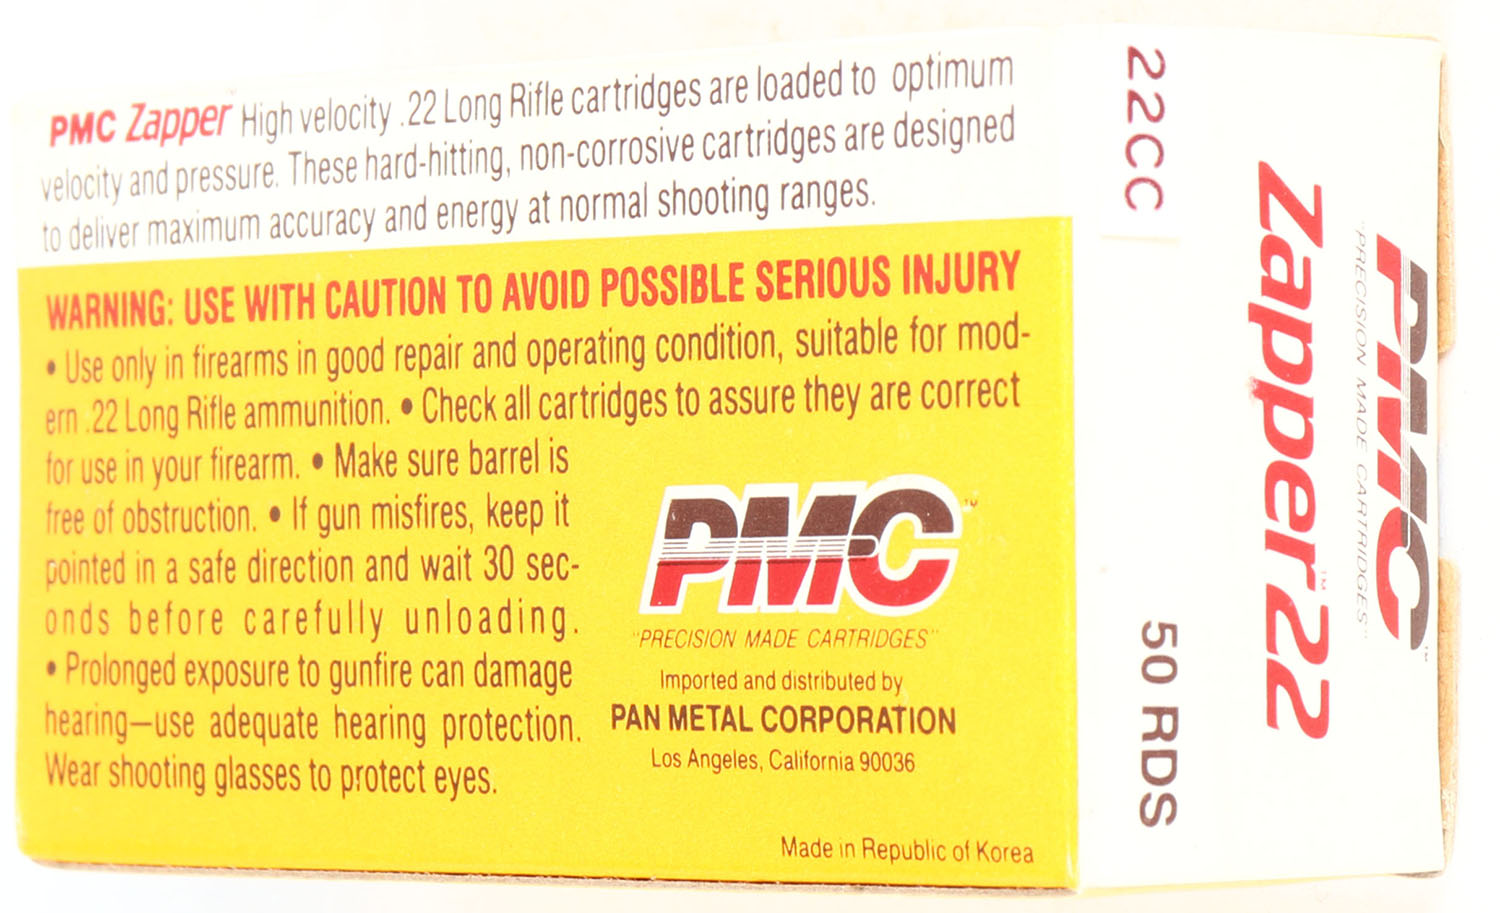 PMC Zapper™ High velocity .22 Long Rifle cartridges are loaded to optimum
velocity and pressure. These hard-hitting, non-corrosive cartridges are designed
to deliver maximum accuracy and energy at normal shooting ranges.
WARNING: USE WITH CAUTION TO AVOID POSSIBLE SERIOUS INJURY
• Use only in firearms in good repair and operating condition, suitable for mod-
ern .22 Long Rifle ammunition. • Check all cartridges to assure they are correct
for use in your firearm. • Make sure barrel is
free of obstruction. • If gun misfires, keep it
pointed in a safe direction and wait 30 sec-
onds before carefully unloading.
• Prolonged exposure to gunfire can damage
hearing—use adequate hearing protection.
Wear shooting glasses to protect eyes.
PMC™
"PRECISION MADE CARTRIDGES"
Imported and distributed by
PAN METAL CORPORATION
Los Angeles, California 90036
Made in Republic of Korea
PMC™
"PRECISION MADE CARTRIDGES"
Zapper™22
22CC
50 RDS